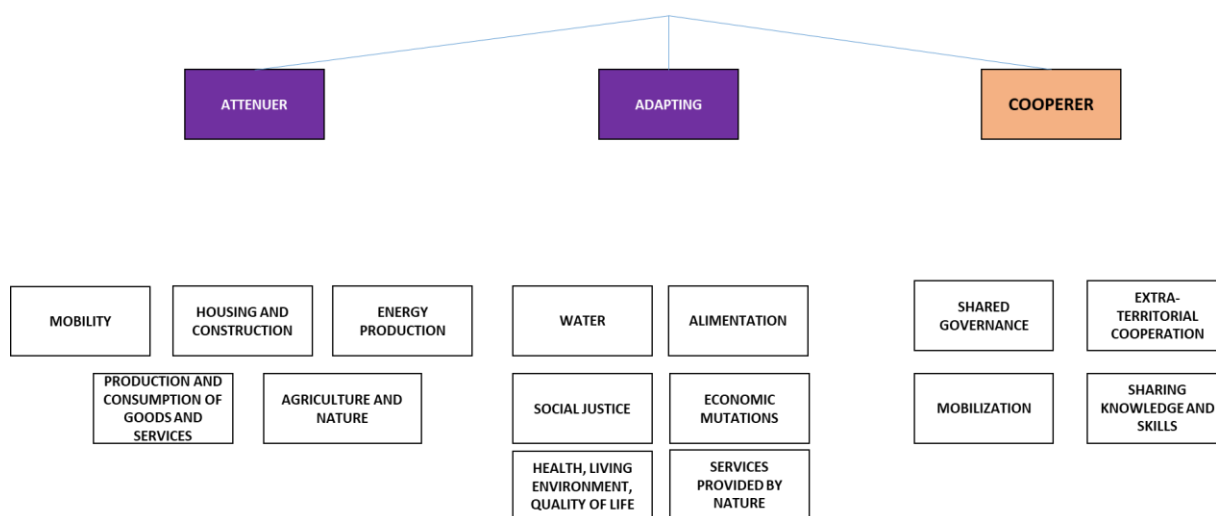 ATTENUER
ADAPTING
COOPERER
MOBILITY
HOUSING AND
CONSTRUCTION
ENERGY
PRODUCTION
PRODUCTION AND
CONSUMPTION OF
GOODS AND
SERVICES
AGRICULTURE AND
NATURE
WATER
ALIMENTATION
SOCIAL JUSTICE
ECONOMIC
MUTATIONS
HEALTH, LIVING
ENVIRONMENT,
QUALITY OF LIFE
SERVICES
PROVIDED BY
NATURE
SHARED
GOVERNANCE
EXTRA-
TERRITORIAL
COOPERATION
MOBILIZATION
SHARING
KNOWLEDGE AND
SKILLS